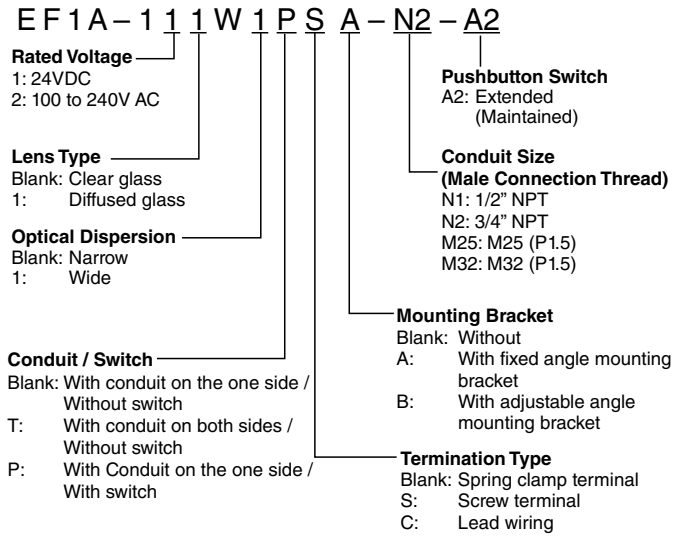 EF1A-111W1PSA-N2-A2
Rated Voltage
1: 24VDC
2: 100 to 240V AC
Lens Type
Blank: Clear glass
1: Diffused glass
Optical Dispersion
Blank: Narrow
1: Wide
Conduit / Switch
Blank: With conduit on the one side /
Without switch
T: With conduit on both sides /
Without switch
P: With Conduit on the one side /
With switch
Pushbutton Switch
A2: Extended
(Maintained)
Conduit Size
(Male Connection Thread)
N1: 1/2” NPT
N2: 3/4” NPT
M25: M25 (P1.5)
M32: M32 (P1.5)
Mounting Bracket
Blank: Without
A: With fixed angle mounting
bracket
B: With adjustable angle
mounting bracket
Termination Type
Blank: Spring clamp terminal
S: Screw terminal
C: Lead wiring